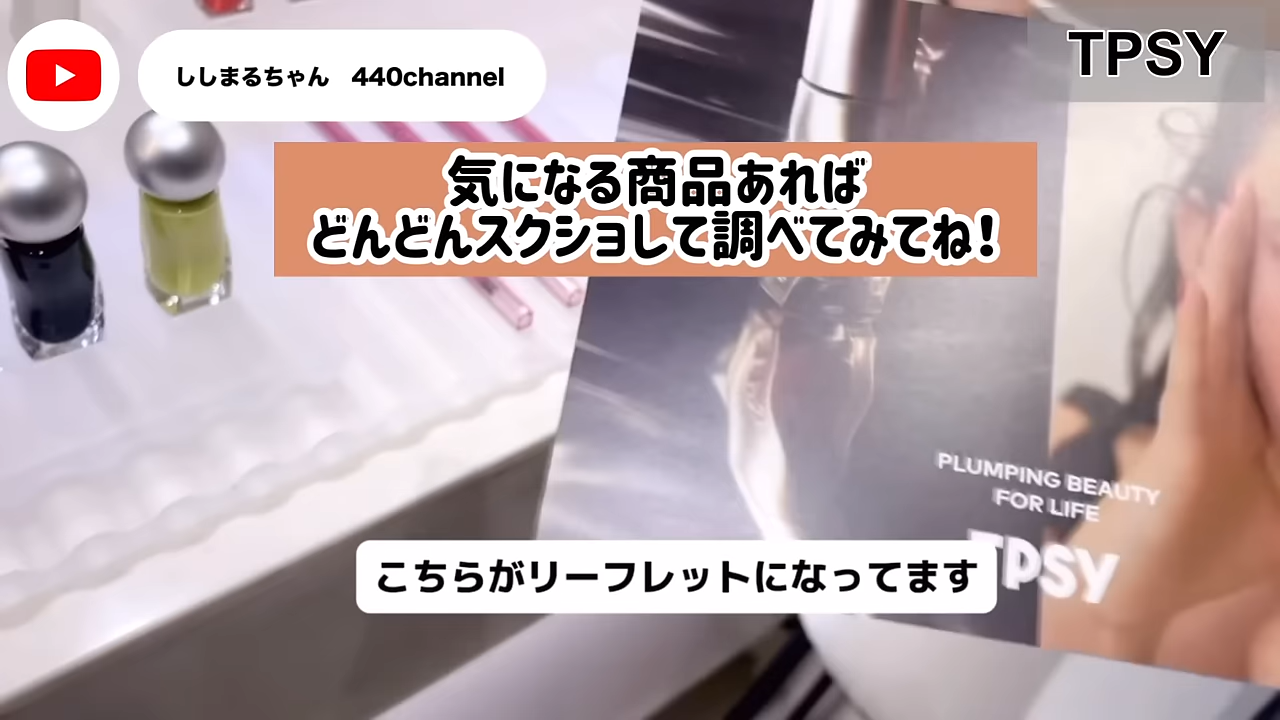 ししまるちゃん 440channel
TPSY
気になる商品あれば
どんどんスクショして調べてみてね!
PLUMPING BEAUTY
FOR LIFE
TPSY
こちらがリーフレットになってます